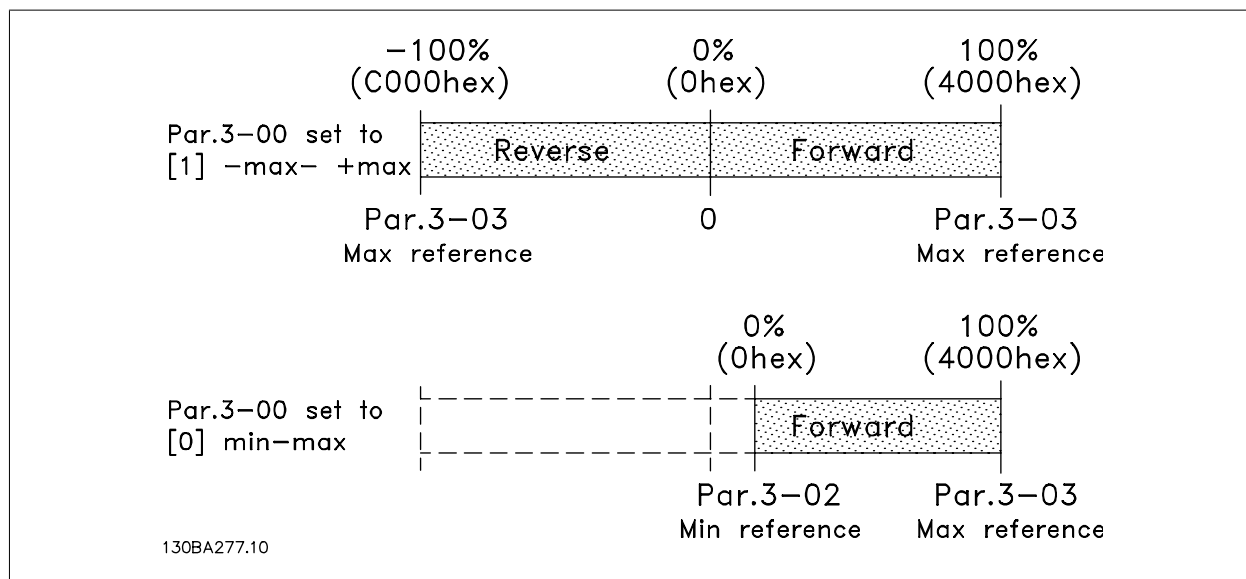 -100% 0% 100%
(C000hex) (0hex) (4000hex)
Par.3-00 set to
[1] -max- +max
Reverse Forward
Par.3-03 0 Par.3-03
Max reference Max reference
0% 100%
(0hex) (4000hex)
Par.3-00 set to
[0] min-max
Forward
Par.3-02 Par.3-03
Min reference Max reference
130BA277.10